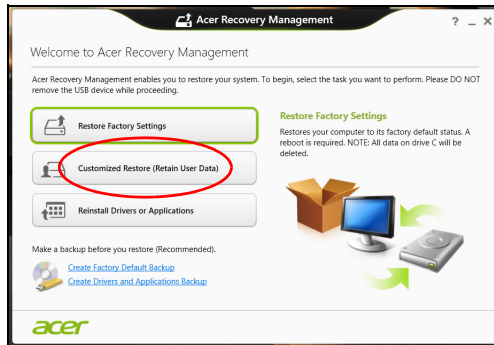 Acer Recovery Management
? _ X
Welcome to Acer Recovery Management
Acer Recovery Management enables you to restore your system. To begin, select the task you want to perform. Please DO NOT
remove the USB device while proceeding.
Restore Factory Settings
Customized Restore (Retain User Data)
Reinstall Drivers or Applications
Restore Factory Settings
Restores your computer to its factory default status. A
reboot is required. NOTE: All data on drive C will be
deleted.
Make a backup before you restore (Recommended).
Create Factory Default Backup
Create Drivers and Applications Backup
acer